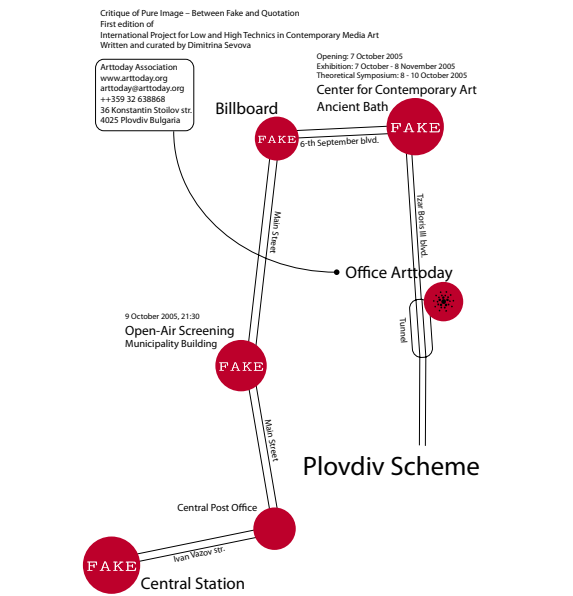 Critique of Pure Image – Between Fake and Quotation
First edition of
International Project for Low and High Technics in Contemporary Media Art
Written and curated by Dimitrina Sevova
Arttoday Association
www.arttoday.org
arttoday@arttoday.org
++359 32 638868
36 Konstantin Stoilov str.
4025 Plovdiv Bulgaria
Opening: 7 October 2005
Exhibition: 7 October - 8 November 2005
Theoretical Symposium: 8 - 10 October 2005
Center for Contemporary Art
Ancient Bath
FAKE
Billboard
FAKE
6-th September blvd.
Main Street
Tzar Boris III blvd.
Office Arttoday
Tunnel
9 October 2005, 21:30
Open-Air Screening
Municipality Building
FAKE
Main Street
Plovdiv Scheme
Central Post Office
Ivan Vazov str.
FAKE
Central Station